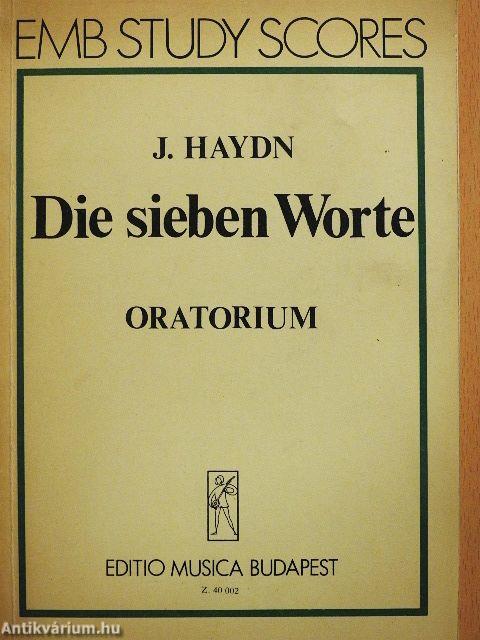 EMB STUDY SCORES
J. HAYDN
Die sieben Worte
ORATORIUM
EDITIO MUSICA BUDAPEST
Z. 40 002
Antikvárium.hu